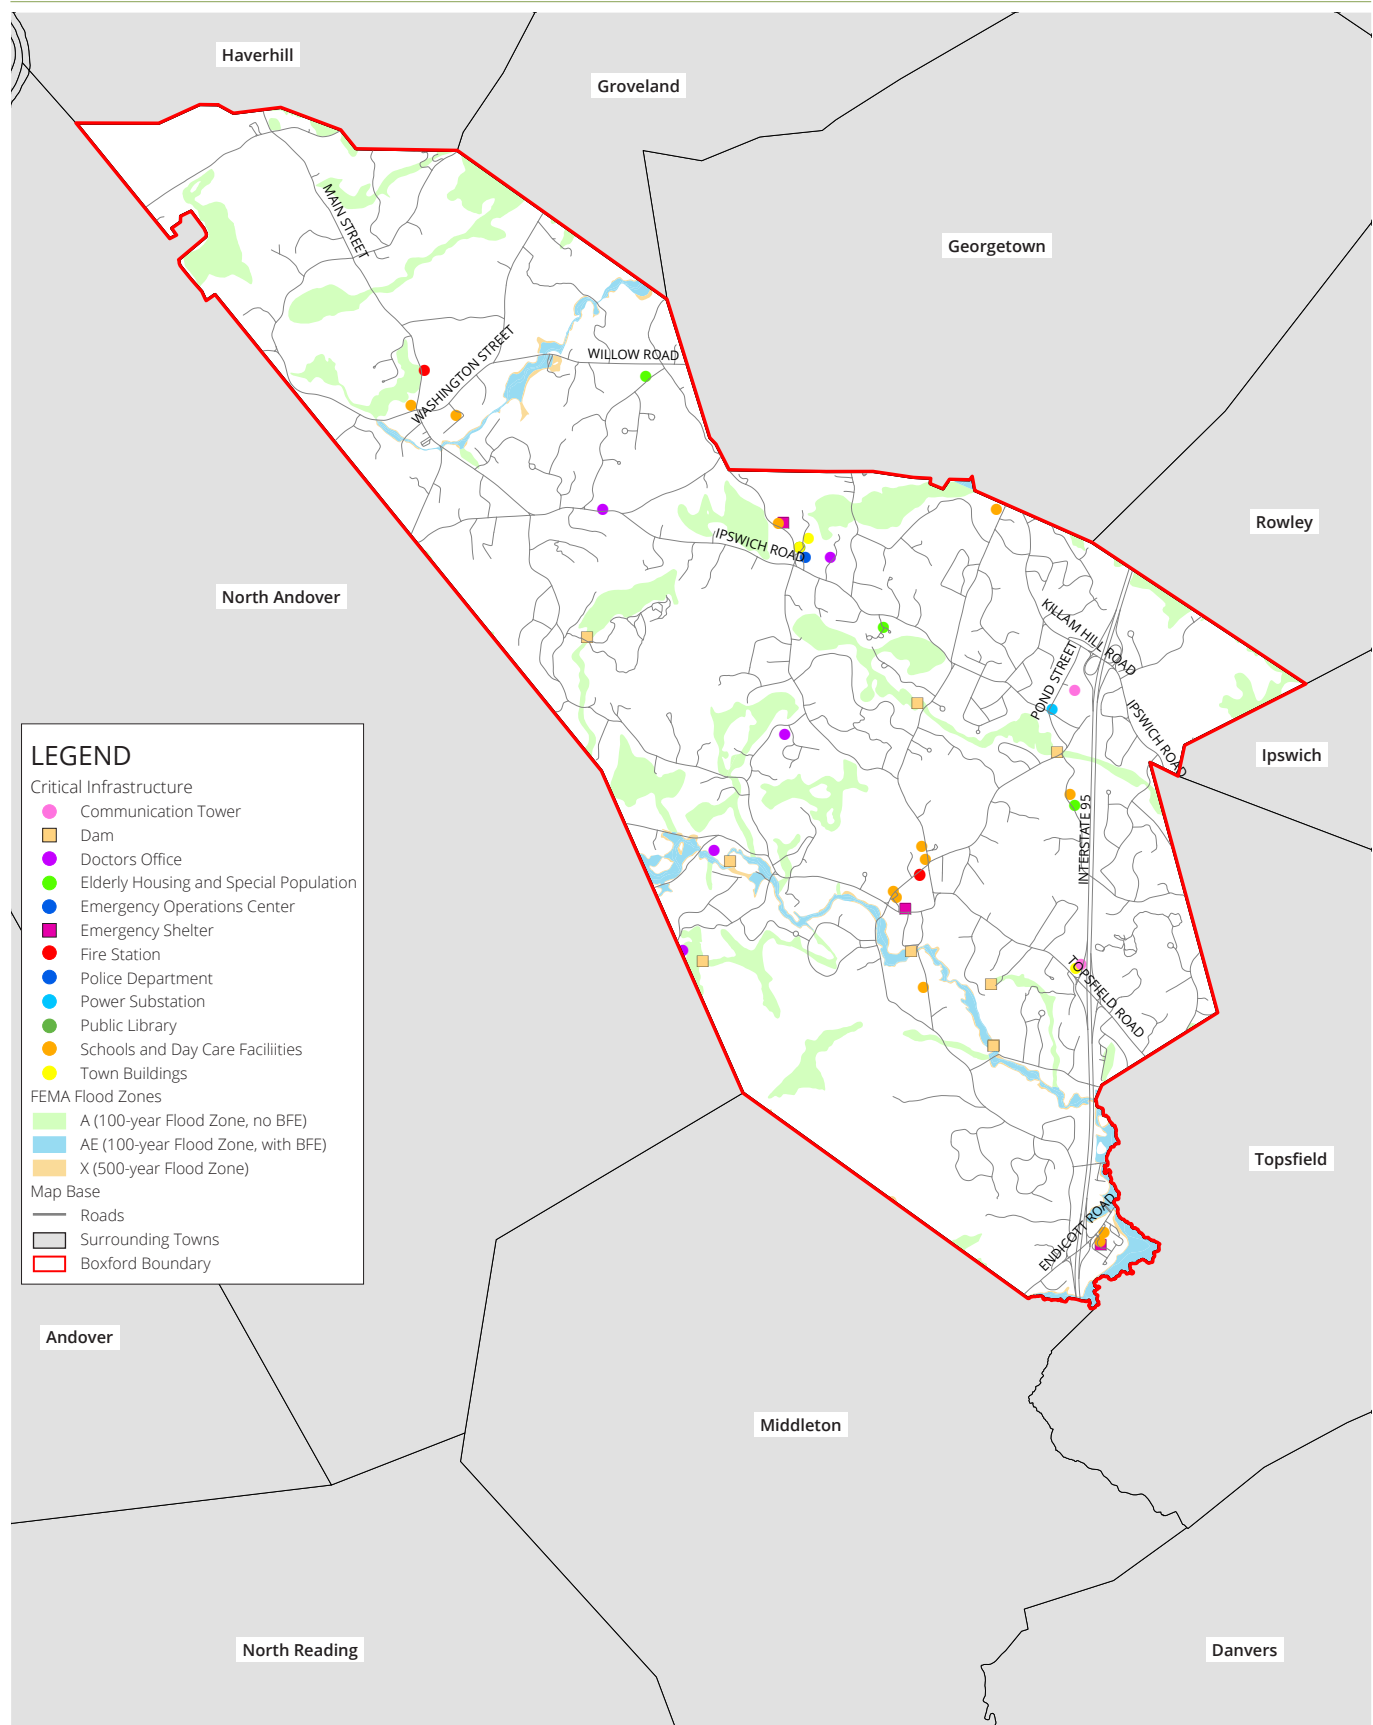 Haverhill
Groveland
Georgetown
MAIN STREET
WASHINGTON STREET
WILLOW ROAD
Rowley
IPSWICH ROAD
North Andover
KILLAM HILL ROAD
POND STREET
IPSWICH ROAD
Ipswich
INTERSTATE 95
TOPSFIELD ROAD
Topsfield
ENDICOTT ROAD
LEGEND
Critical Infrastructure
Communication Tower
Dam
Doctors Office
Elderly Housing and Special Population
Emergency Operations Center
Emergency Shelter
Fire Station
Police Department
Power Substation
Public Library
Schools and Day Care Faciliities
Town Buildings
FEMA Flood Zones
A (100-year Flood Zone, no BFE)
AE (100-year Flood Zone, with BFE)
X (500-year Flood Zone)
Map Base
Roads
Surrounding Towns
Boxford Boundary
Andover
Middleton
North Reading
Danvers